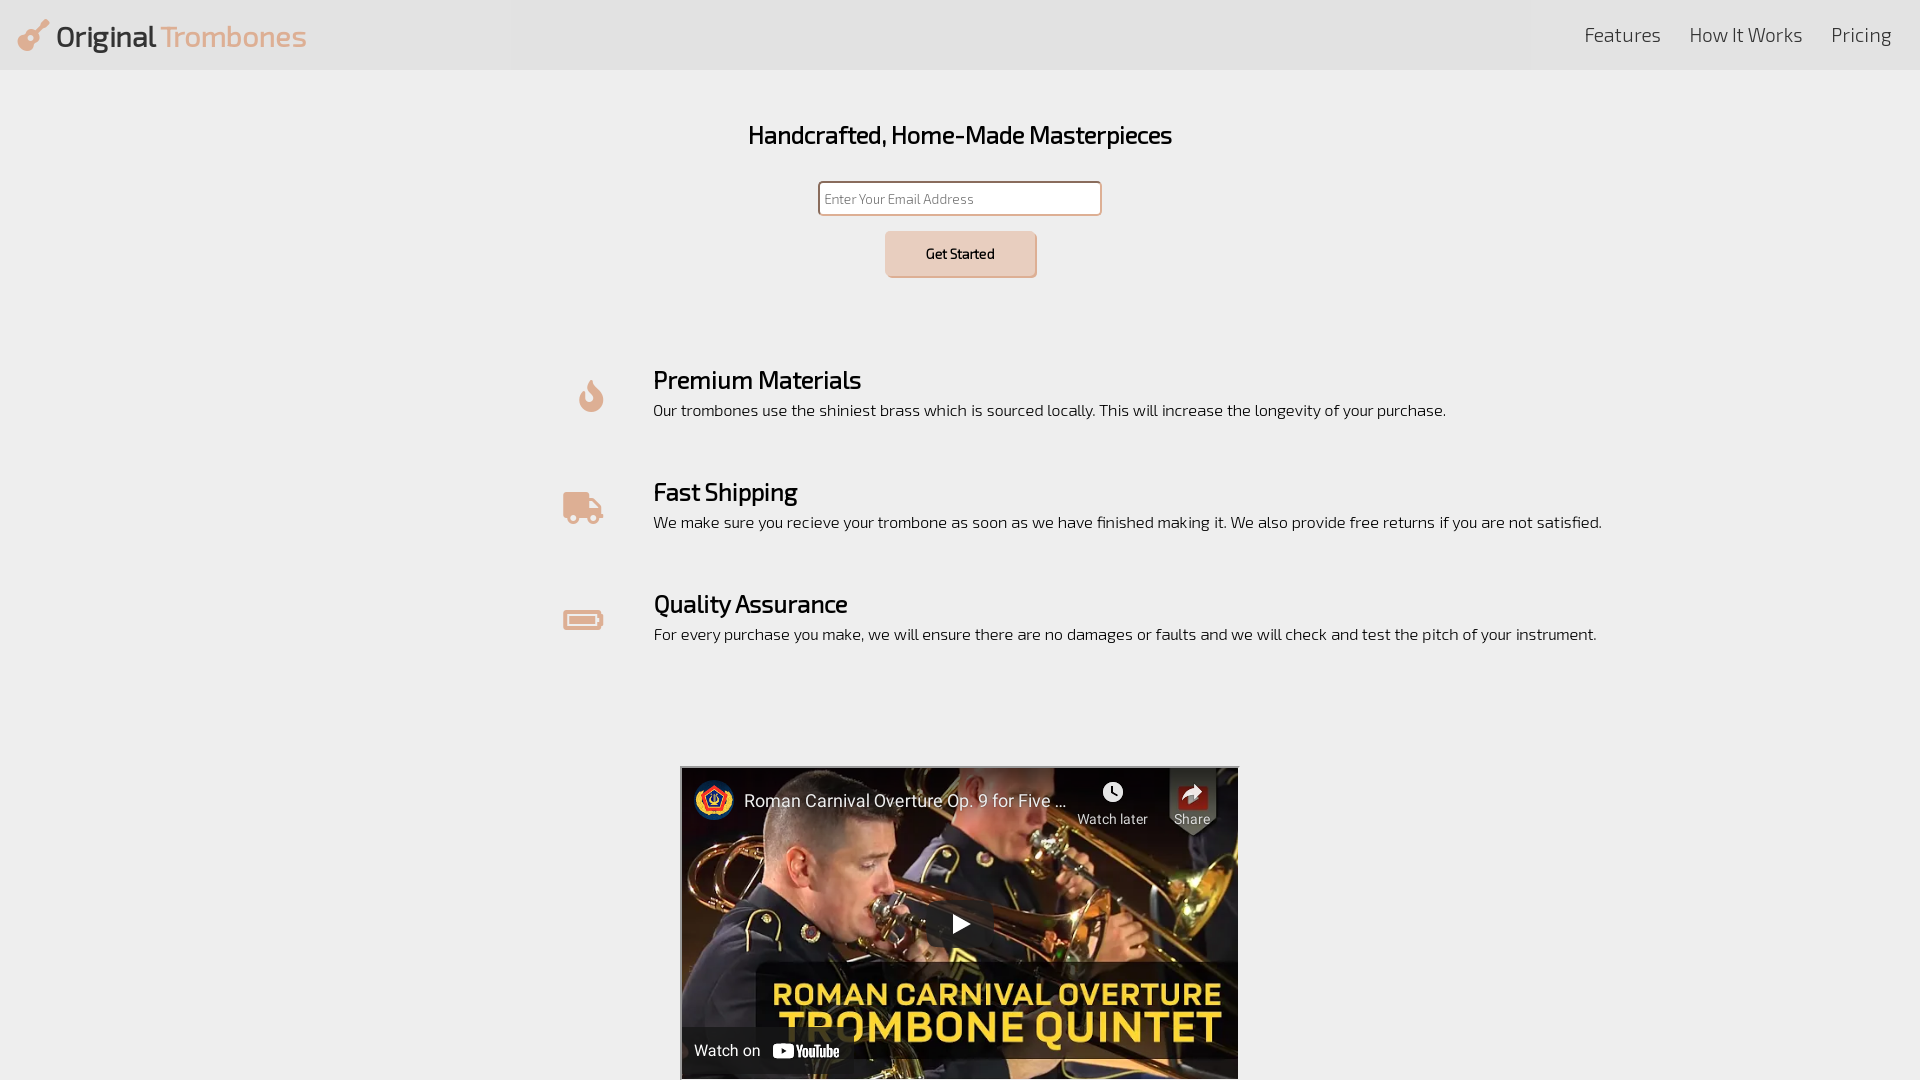 Original Trombones
Features
How It Works
Pricing
Handcrafted, Home-Made Masterpieces
Enter Your Email Address
Get Started
Premium Materials
Our trombones use the shiniest brass which is sourced locally. This will increase the longevity of your purchase.
Fast Shipping
We make sure you recieve your trombone as soon as we have finished making it. We also provide free returns if you are not satisfied.
Quality Assurance
For every purchase you make, we will ensure there are no damages or faults and we will check and test the pitch of your instrument.
Roman Carnival Overture Op. 9 for Five ...
Watch later
Share
ROMAN CARNIVAL OVERTURE
TROMBONE QUINTET
Watch on YouTube